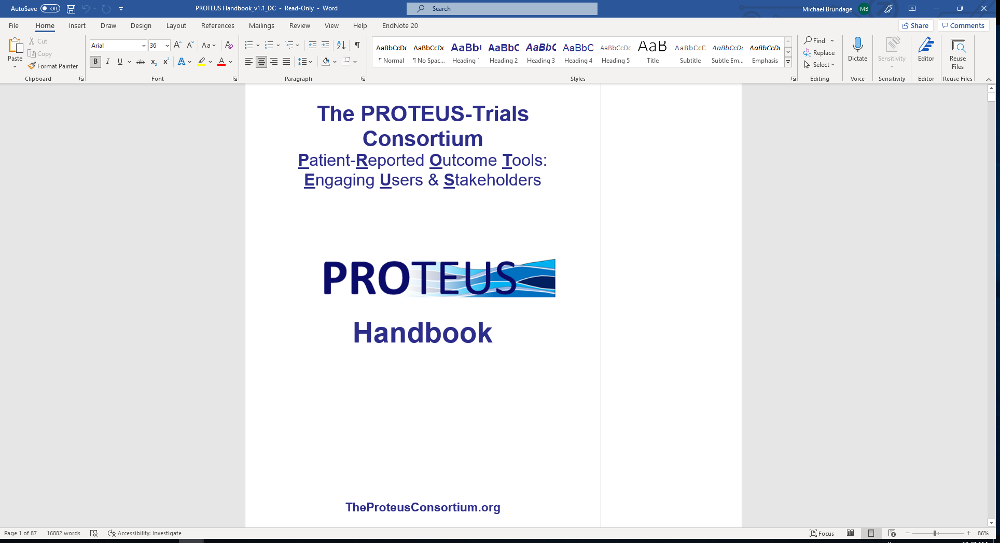 AutoSave Off PROTEUS Handbook_v1.1_DC - Read-Only - Word Search Michael Brundage MB
File Home Insert Draw Design Layout References Mailings Review View Help EndNote 20 Share Comments
Paste
Cut
Copy
Format Painter
Clipboard
Arial 36
Font
Paragraph
AaBbCcDc AaBbCcDc AaBb( AaBbC AaBbC AaBbC AaBbCcDc AaB AaBbCcD AaBbCcDc AaBbCcDc
¶ Normal ¶ No Spac... Heading 1 Heading 2 Heading 3 Heading 4 Heading 5 Title Subtitle Subtle Em... Emphasis
Styles
Find
Replace
Select
Editing
Dictate
Voice
Sensitivity
Sensitivity
Editor
Editor
Reuse
Files
Reuse Files
The PROTEUS-Trials
Consortium
Patient-Reported Outcome Tools:
Engaging Users & Stakeholders
PROTEUS
Handbook
TheProteusConsortium.org
Page 1 of 87 16882 words Accessibility: Investigate Focus 86%